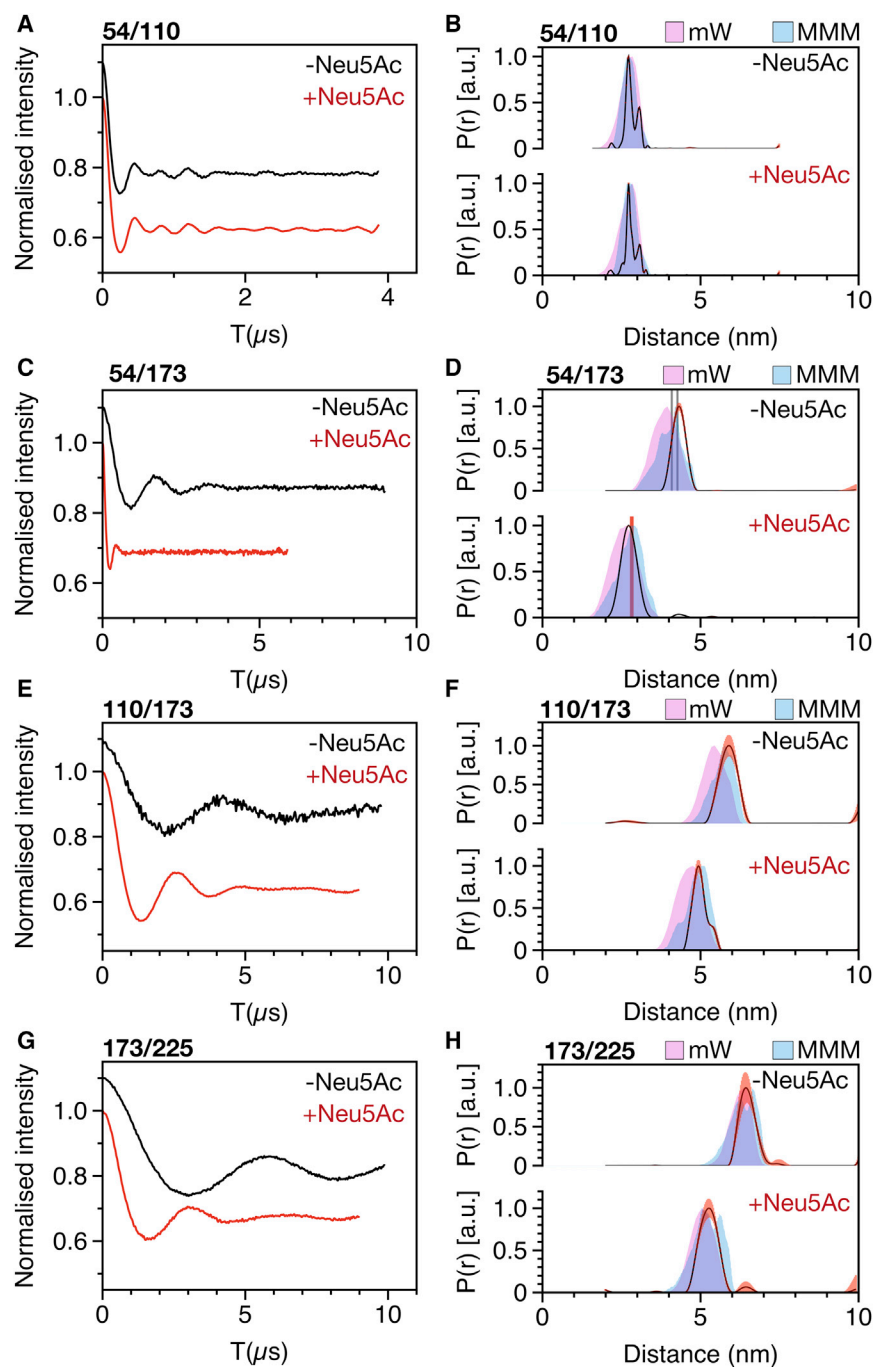 A
54/110
-Neu5Ac
+Neu5Ac
Normalised intensity
1.0
0.8
0.6
0
2
4
T(µs)
B
54/110
mW
MMM
-Neu5Ac
P(r) [a.u.]
1.0
0.5
0
+Neu5Ac
P(r) [a.u.]
1.0
0.5
0
0
5
10
Distance (nm)
C
54/173
-Neu5Ac
+Neu5Ac
Normalised intensity
1.0
0.8
0.6
0
5
10
T(µs)
D
54/173
mW
MMM
-Neu5Ac
P(r) [a.u.]
1.0
0.5
0
+Neu5Ac
P(r) [a.u.]
1.0
0.5
0
0
5
10
Distance (nm)
E
110/173
-Neu5Ac
+Neu5Ac
Normalised intensity
1.0
0.8
0.6
0
5
10
T(µs)
F
110/173
mW
MMM
-Neu5Ac
P(r) [a.u.]
1.0
0.5
0
+Neu5Ac
P(r) [a.u.]
1.0
0.5
0
0
5
10
Distance (nm)
G
173/225
-Neu5Ac
+Neu5Ac
Normalised intensity
1.0
0.8
0.6
0
5
10
T(µs)
H
173/225
mW
MMM
-Neu5Ac
P(r) [a.u.]
1.0
0.5
0
+Neu5Ac
P(r) [a.u.]
1.0
0.5
0
0
5
10
Distance (nm)